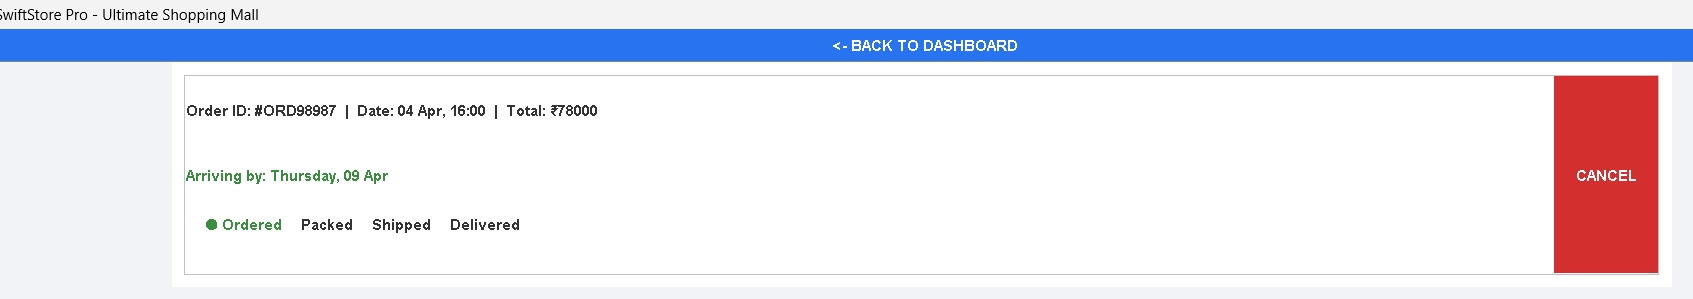 SwiftStore Pro - Ultimate Shopping Mall
<- BACK TO DASHBOARD
Order ID: #ORD98987 | Date: 04 Apr, 16:00 | Total: ₹78000
Arriving by: Thursday, 09 Apr
CANCEL
● Ordered Packed Shipped Delivered